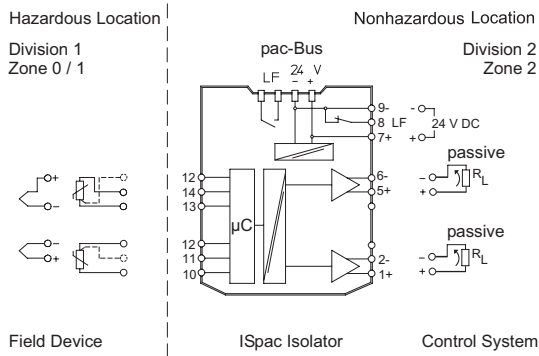 Hazardous Location
Nonhazardous Location
Division 1
Zone 0 / 1
pac-Bus
Division 2
Zone 2
LF
24 V
- +
9-
8 LF
7+
- 
+
24 V DC
passive
12
14
13
6-
5+
-
+
RL
+
-
µC
passive
12
11
10
2-
1+
-
+
RL
-
+
Field Device
ISpac Isolator
Control System